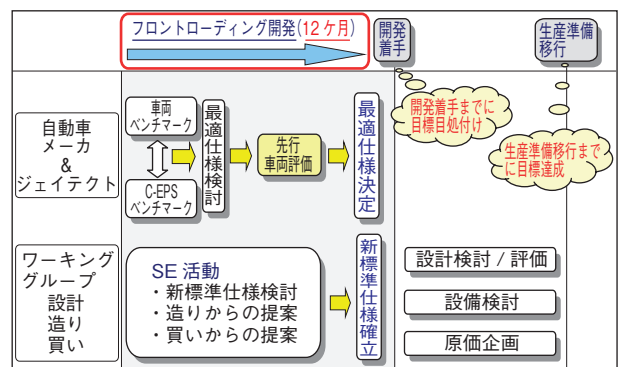 フロントローディング開発(12ケ月)
開発
着手
生産準備
移行
自動車
メーカ
&
ジェイテクト
車両
ベンチマーク
C-EPS
ベンチマーク
最適仕様検討
先行
車両評価
最適仕様決定
開発着手までに
目標目処付け
生産準備移行まで
に目標達成
ワーキング
グループ
設計
造り
買い
SE 活動
・新標準仕様検討
・造りからの提案
・買いからの提案
新標準仕様確立
設計検討 / 評価
設備検討
原価企画